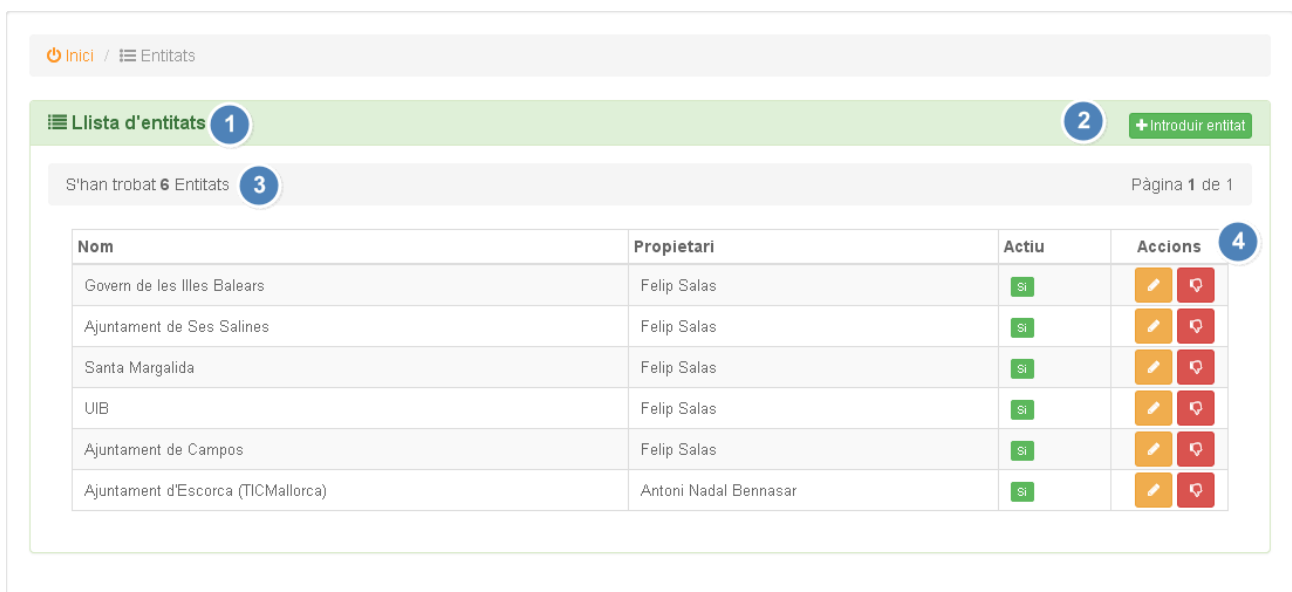 Inici / Entitats
Llista d'entitats 1 2 Introduir entitat
S'han trobat 6 Entitats 3 Pàgina 1 de 1
Nom Propietari Actiu Accions 4
Govern de les Illes Balears Felip Salas Si
Ajuntament de Ses Salines Felip Salas Si
Santa Margalida Felip Salas Si
UIB Felip Salas Si
Ajuntament de Campos Felip Salas Si
Ajuntament d'Escorca (TICMallorca) Antoni Nadal Bennasar Si